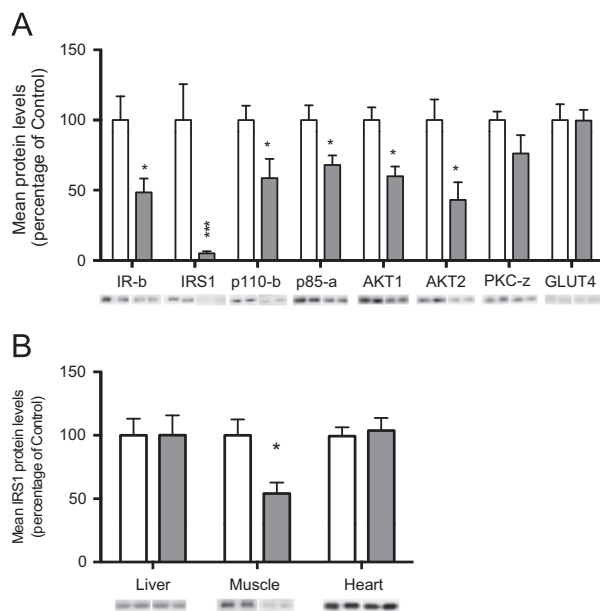 A
Mean protein levels
(percentage of Control)
150
100
50
0
*
***
*
*
*
*
IR-b IRS1 p110-b p85-a AKT1 AKT2 PKC-z GLUT4
B
Mean IRS1 protein levels
(percentage of Control)
150
100
50
0
*
Liver Muscle Heart